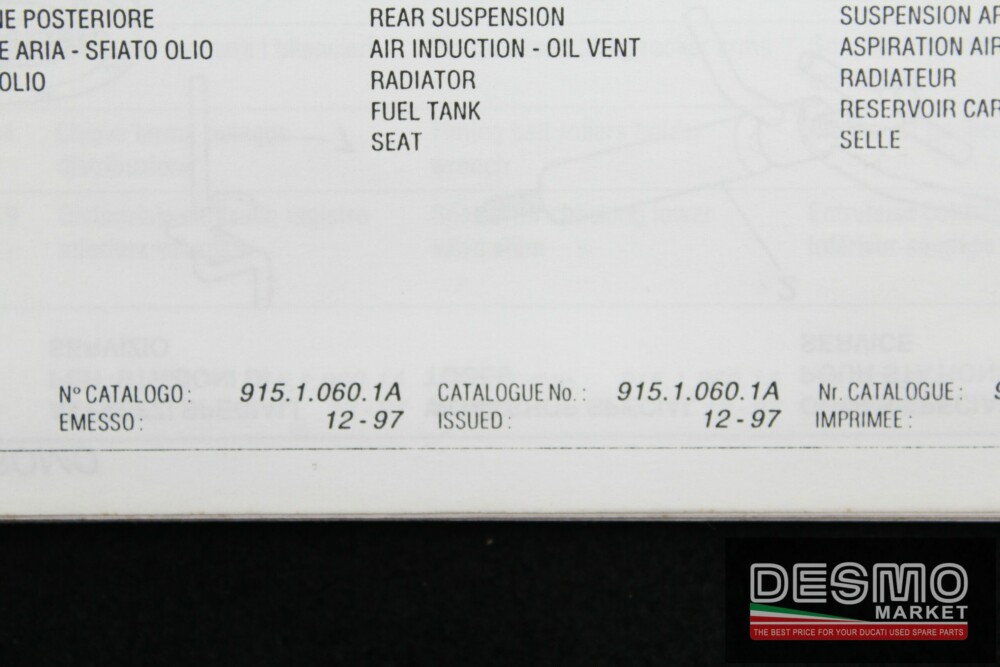 NE POSTERIORE
E ARIA - SFIATO OLIO
OLIO
REAR SUSPENSION
AIR INDUCTION - OIL VENT
RADIATOR
FUEL TANK
SEAT
SUSPENSION AR
ASPIRATION AIR
RADIATEUR
RESERVOIR CAR
SELLE
N° CATALOGO: 915.1.060.1A
EMESSO: 12 - 97
CATALOGUE No.: 915.1.060.1A
ISSUED: 12 - 97
Nr. CATALOGUE:
IMPRIMEE:
DESMO
MARKET
THE BEST PRICE FOR YOUR DUCATI USED SPARE PARTS